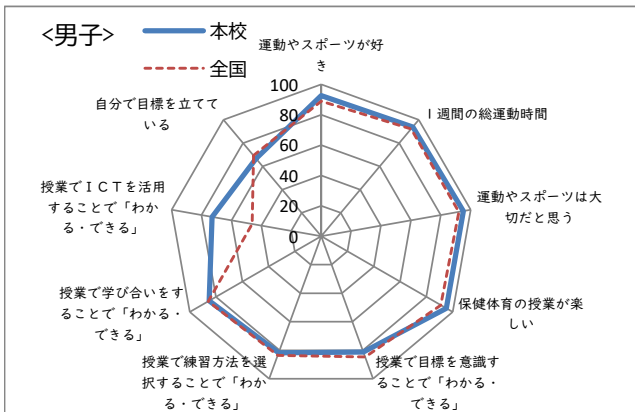 <男子>
本校
全国
運動やスポーツが好
き
１週間の総運動時間
運動やスポーツは大
切だと思う
保健体育の授業が楽
しい
授業で目標を意識す
ることで「わかる・
できる」
授業で練習方法を選
択することで「わか
る・できる」
授業で学び合いをす
ることで「わかる・
できる」
授業でＩＣＴを活用
することで「わか
る・できる」
自分で目標を立てて
いる
100
80
60
40
20
0